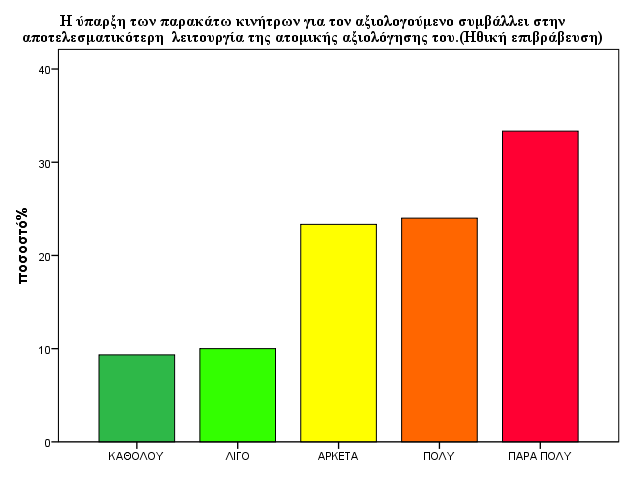 Η ύπαρξη των παρακάτω κινήτρων για τον αξιολογούμενο συμβάλλει στην
αποτελεσματικότερη λειτουργία της ατομικής αξιολόγησης του.(Ηθική επιβράβευση)
40
30
20
10
0
ποσοστό%
ΚΑΘΟΛΟΥ ΛΙΓΟ ΑΡΚΕΤΑ ΠΟΛΥ ΠΑΡΑ ΠΟΛΥ